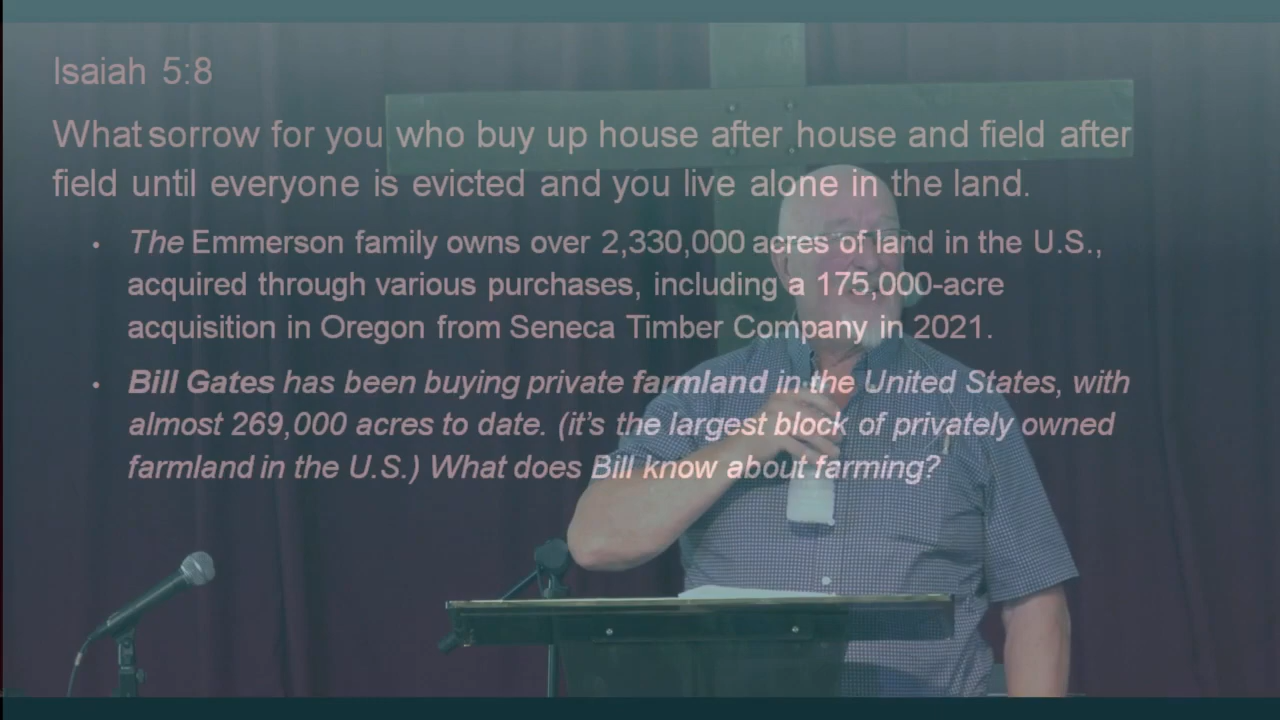 Isaiah 5:8
What sorrow for you who buy up house after house and field after
field until everyone is evicted and you live alone in the land.
• The Emmerson family owns over 2,330,000 acres of land in the U.S.,
acquired through various purchases, including a 175,000-acre
acquisition in Oregon from Seneca Timber Company in 2021.
• Bill Gates has been buying private farmland in the United States, with
almost 269,000 acres to date. (it's the largest block of privately owned
farmland in the U.S.) What does Bill know about farming?